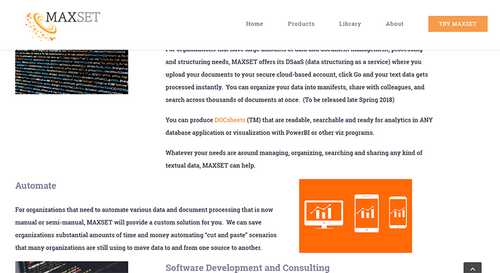 MAXSET
Home
Products
Library
About
TRY MAXSET
For organizations that have large amounts of data and document management, processing
and structuring needs, MAXSET offers its DSaaS (data structuring as a service) where you
upload your documents to your secure cloud-based account, click Go and your text data gets
processed instantly. You can organize your data into manifests, share with colleagues, and
search across thousands of documents at once. (To be released late Spring 2018)
You can produce DOCsheets (TM) that are readable, searchable and ready for analytics in ANY
database application or visualization with PowerBI or other viz programs.
Whatever your needs are around managing, organizing, searching and sharing any kind of
textual data, MAXSET can help.
Automate
For organizations that need to automate various data and document processing that is now
manual or semi-manual, MAXSET will provide a custom solution for you. We can save
organizations substantial amounts of time and money automating "cut and paste" scenarios
that many organizations are still using to move data to and from one source to another.
Software Development and Consulting